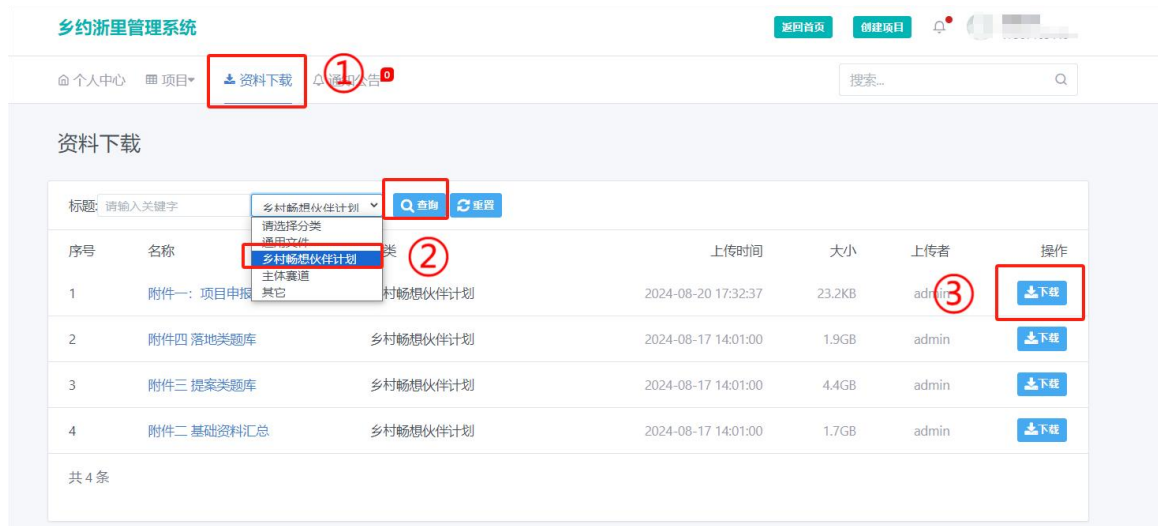 乡约浙里管理系统 返回首页 创建项目
个人中心 项目 资料下载 ① 通知公告 0 搜索...
资料下载
标题: 请输入关键字 乡村畅想伙伴计划 查询 重置
请选择分类
通用文件
乡村畅想伙伴计划
主体赛道
其它
②
序号 名称 类 上传时间 大小 上传者 操作
1 附件一：项目申报 村畅想伙伴计划 2024-08-20 17:32:37 23.2KB admin ③ 下载
2 附件四 落地类题库 乡村畅想伙伴计划 2024-08-17 14:01:00 1.9GB admin 下载
3 附件三 提案类题库 乡村畅想伙伴计划 2024-08-17 14:01:00 4.4GB admin 下载
4 附件二 基础资料汇总 乡村畅想伙伴计划 2024-08-17 14:01:00 1.7GB admin 下载
共 4 条